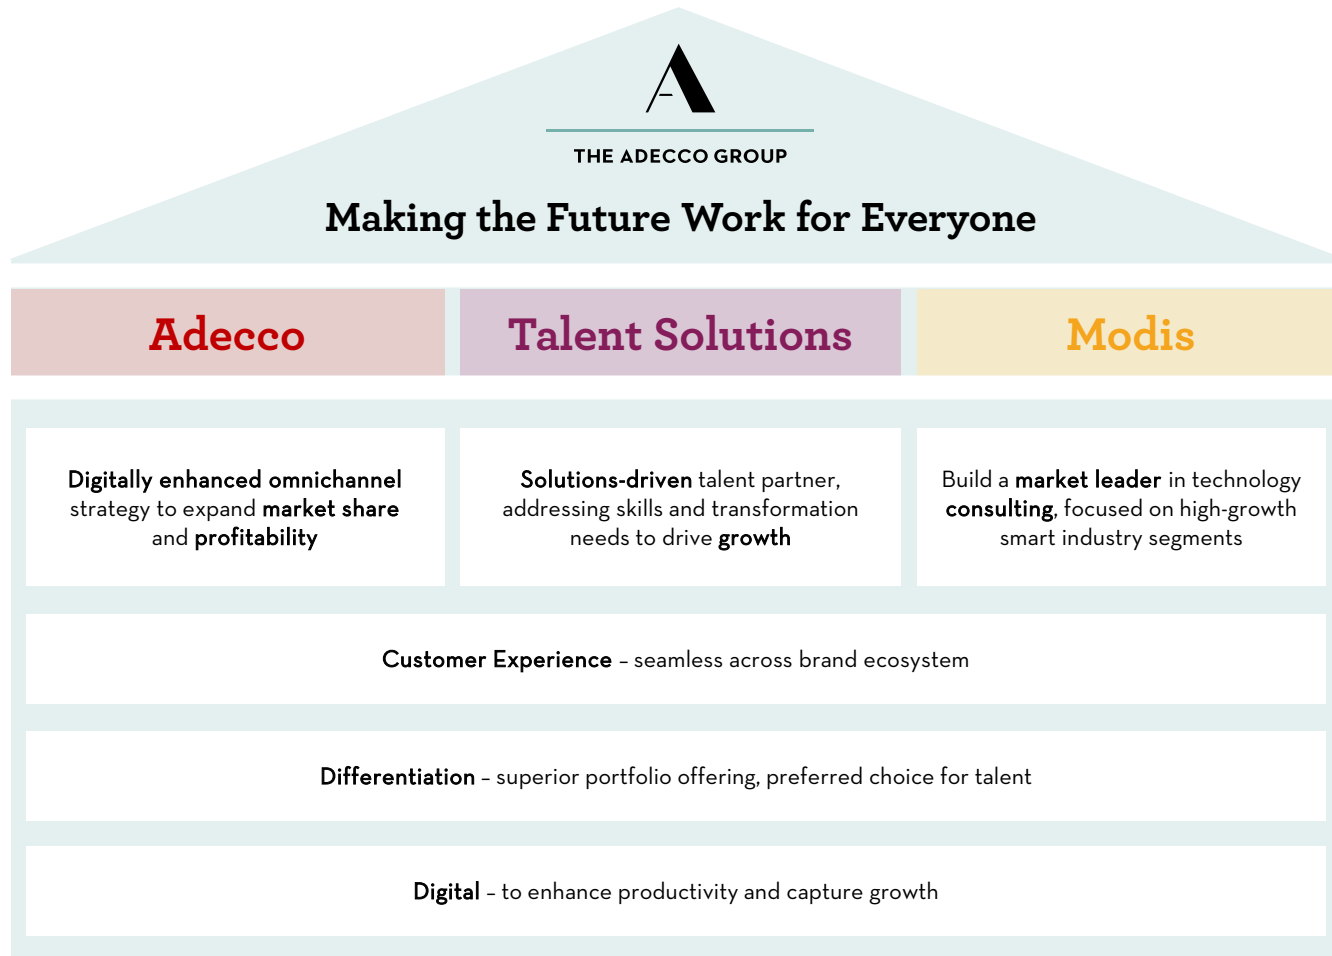 THE ADECCO GROUP
Making the Future Work for Everyone
Adecco
Talent Solutions
Modis
Digitally enhanced omnichannel
strategy to expand market share
and profitability
Solutions-driven talent partner,
addressing skills and transformation
needs to drive growth
Build a market leader in technology
consulting, focused on high-growth
smart industry segments
Customer Experience – seamless across brand ecosystem
Differentiation – superior portfolio offering, preferred choice for talent
Digital – to enhance productivity and capture growth